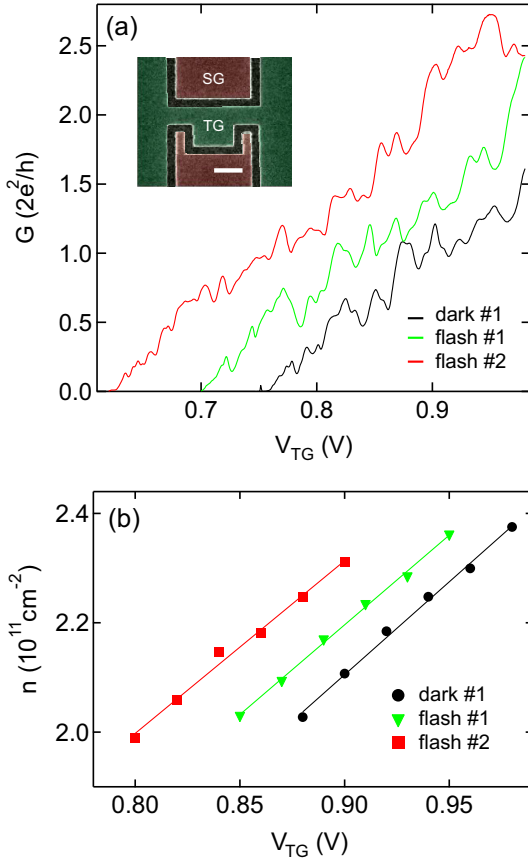 (a)
SG
TG
G (2e²/h)
2.5
2.0
1.5
1.0
0.5
0.0
dark #1
flash #1
flash #2
0.7 0.8 0.9
V_TG (V)
(b)
n (10¹¹cm⁻²)
2.4
2.2
2.0
dark #1
flash #1
flash #2
0.80 0.85 0.90 0.95
V_TG (V)